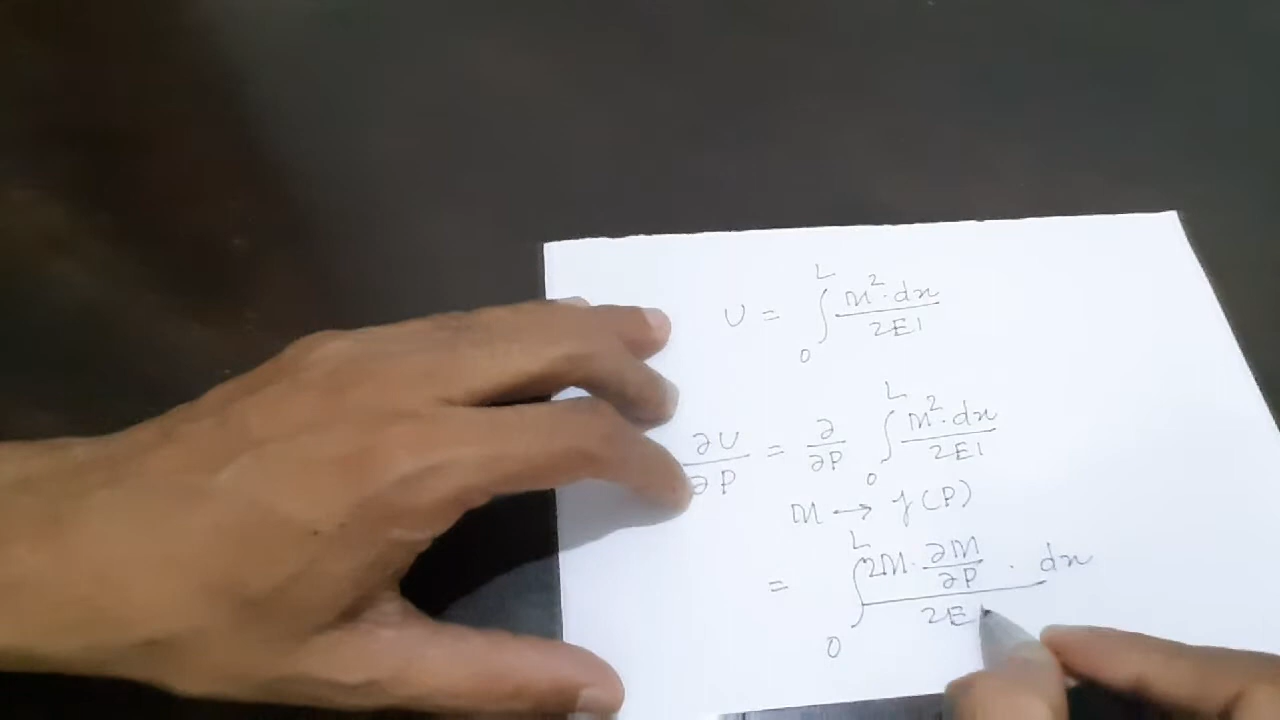 U = ∫₀ᴸ M²·dx / 2EI
∂U/∂P = ∂/∂P ∫₀ᴸ M²·dx / 2EI
M → f(P)
= ∫₀ᴸ 2M·∂M/∂P · dx / 2EI